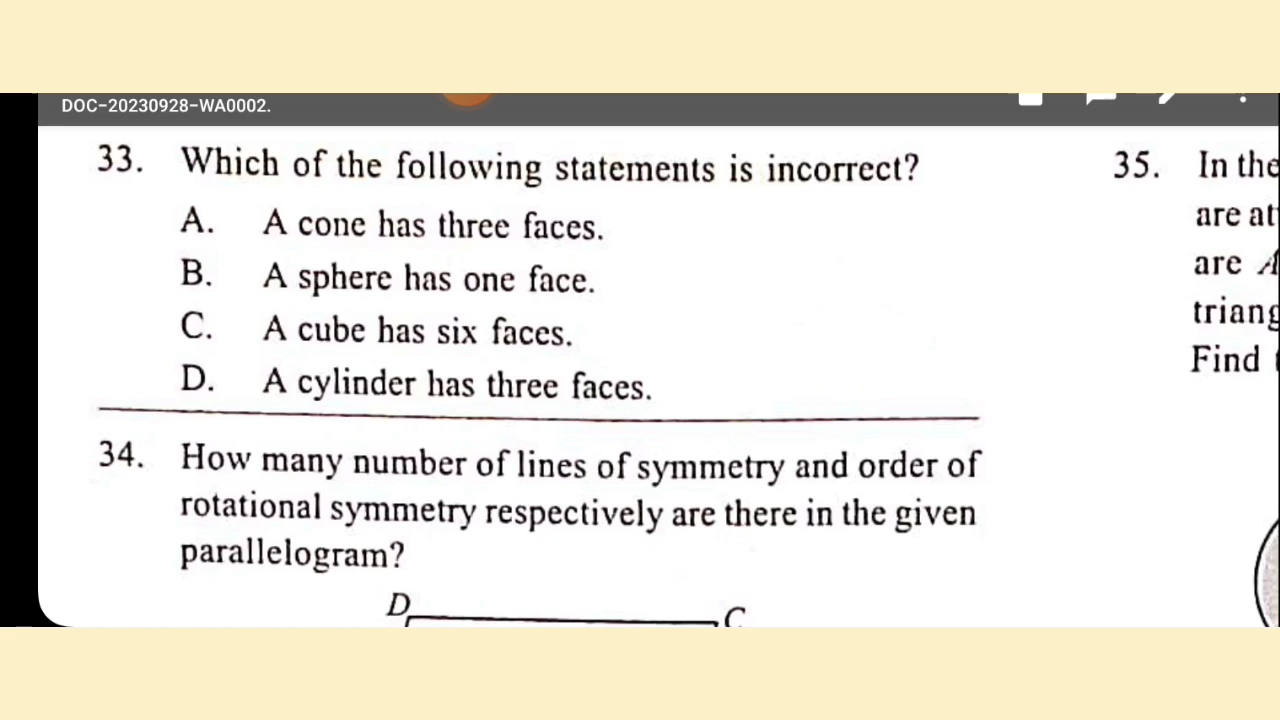 DOC-20230928-WA0002.
33. Which of the following statements is incorrect?
A. A cone has three faces.
B. A sphere has one face.
C. A cube has six faces.
D. A cylinder has three faces.
34. How many number of lines of symmetry and order of
rotational symmetry respectively are there in the given
parallelogram?
D C
35. In the
are at
are A
triang
Find